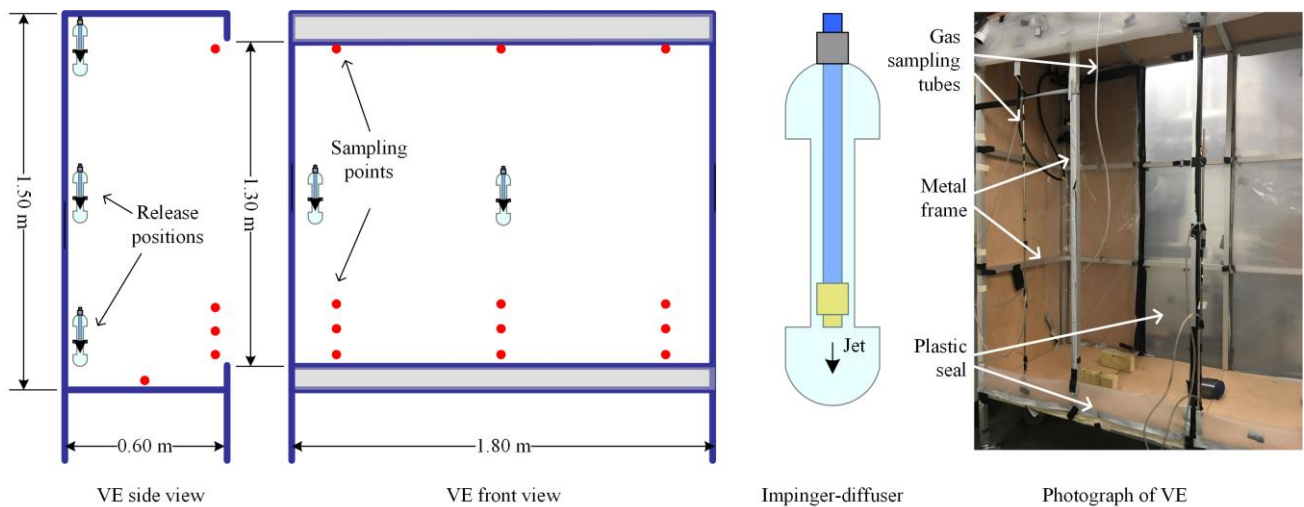 1.50 m
Release
positions
0.60 m
VE side view
1.30 m
Sampling
points
1.80 m
VE front view
Jet
Impinger-diffuser
Gas
sampling
tubes
Metal
frame
Plastic
seal
Photograph of VE